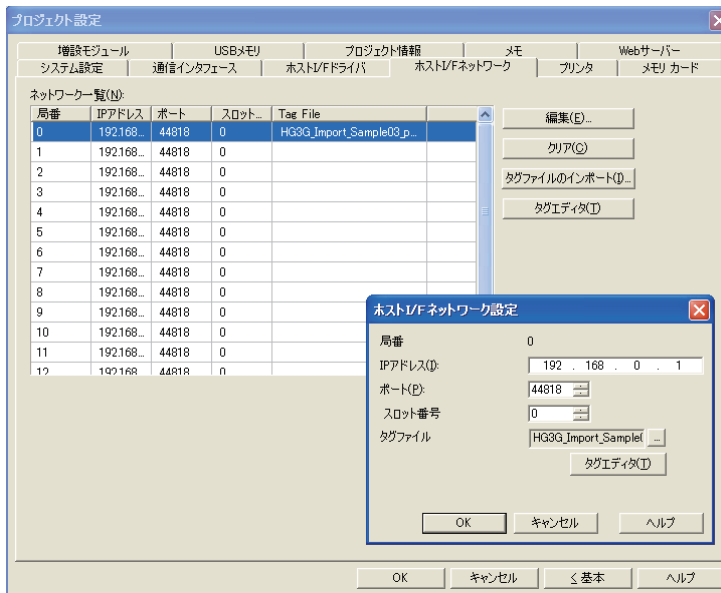 プロジェクト設定
増設モジュール USBメモリ プロジェクト情報 メモ Webサーバー
システム設定 通信インタフェース ホストI/Fドライバ ホストI/Fネットワーク プリンタ メモリ カード
ネットワーク一覧(N):
局番 IPアドレス ポート スロット... Tag File
0 192.168... 44818 0 HG3G_Import_Sample03_p...
1 192.168... 44818 0
2 192.168... 44818 0
3 192.168... 44818 0
4 192.168... 44818 0
5 192.168... 44818 0
6 192.168... 44818 0
7 192.168... 44818 0
8 192.168... 44818 0
9 192.168... 44818 0
10 192.168... 44818 0
11 192.168... 44818 0
12 192.168 44818 0
編集(E)...
クリア(C)
タグファイルのインポート(I)...
タグエディタ(T)
ホストI/Fネットワーク設定
局番 0
IPアドレス(I): 192 . 168 . 0 . 1
ポート(P): 44818
スロット番号 0
タグファイル HG3G_Import_Sample( ...
タグエディタ(T)
OK キャンセル ヘルプ
OK キャンセル < 基本 ヘルプ